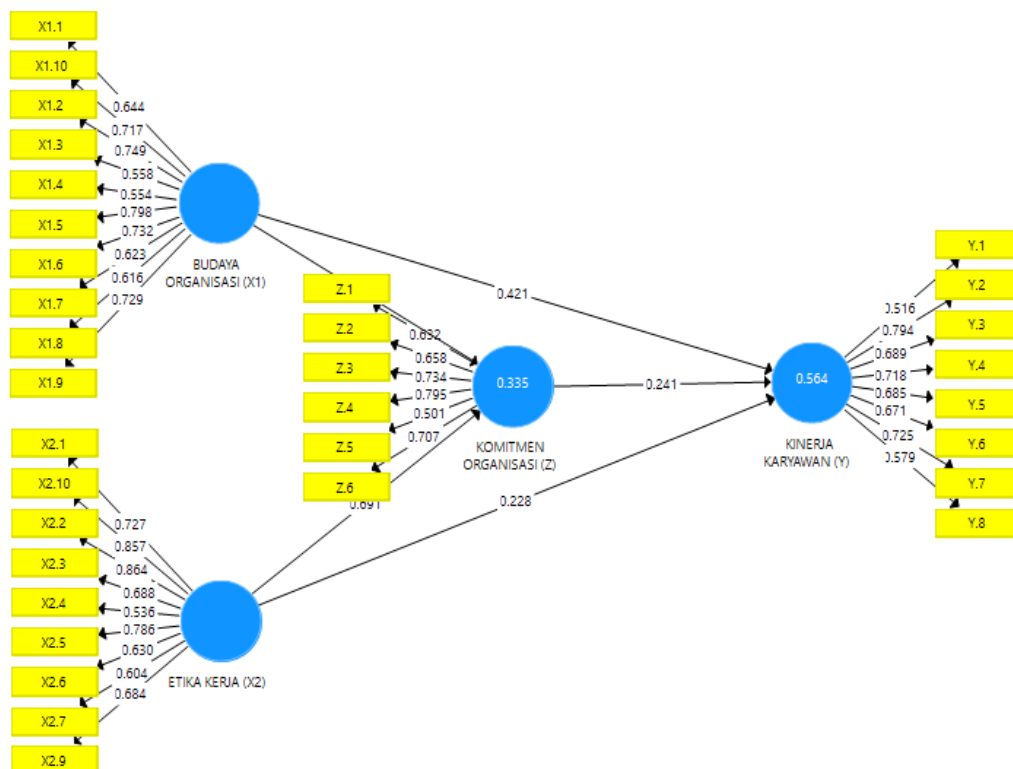 X1.1
X1.10
X1.2
X1.3
X1.4
X1.5
X1.6
X1.7
X1.8
X1.9
0.644
0.717
0.749
0.558
0.554
0.798
0.732
0.623
0.616
0.729
BUDAYA
ORGANISASI (X1)
X2.1
X2.10
X2.2
X2.3
X2.4
X2.5
X2.6
X2.7
X2.9
0.727
0.857
0.864
0.688
0.536
0.786
0.630
0.604
0.684
ETIKA KERJA (X2)
Z.1
Z.2
Z.3
Z.4
Z.5
Z.6
0.632
0.658
0.734
0.795
0.501
0.707
0.691
0.335
KOMITMEN
ORGANISASI (Z)
0.421
0.241
0.228
0.564
KINERJA
KARYAWAN (Y)
0.516
0.794
0.689
0.718
0.685
0.671
0.725
0.579
Y.1
Y.2
Y.3
Y.4
Y.5
Y.6
Y.7
Y.8